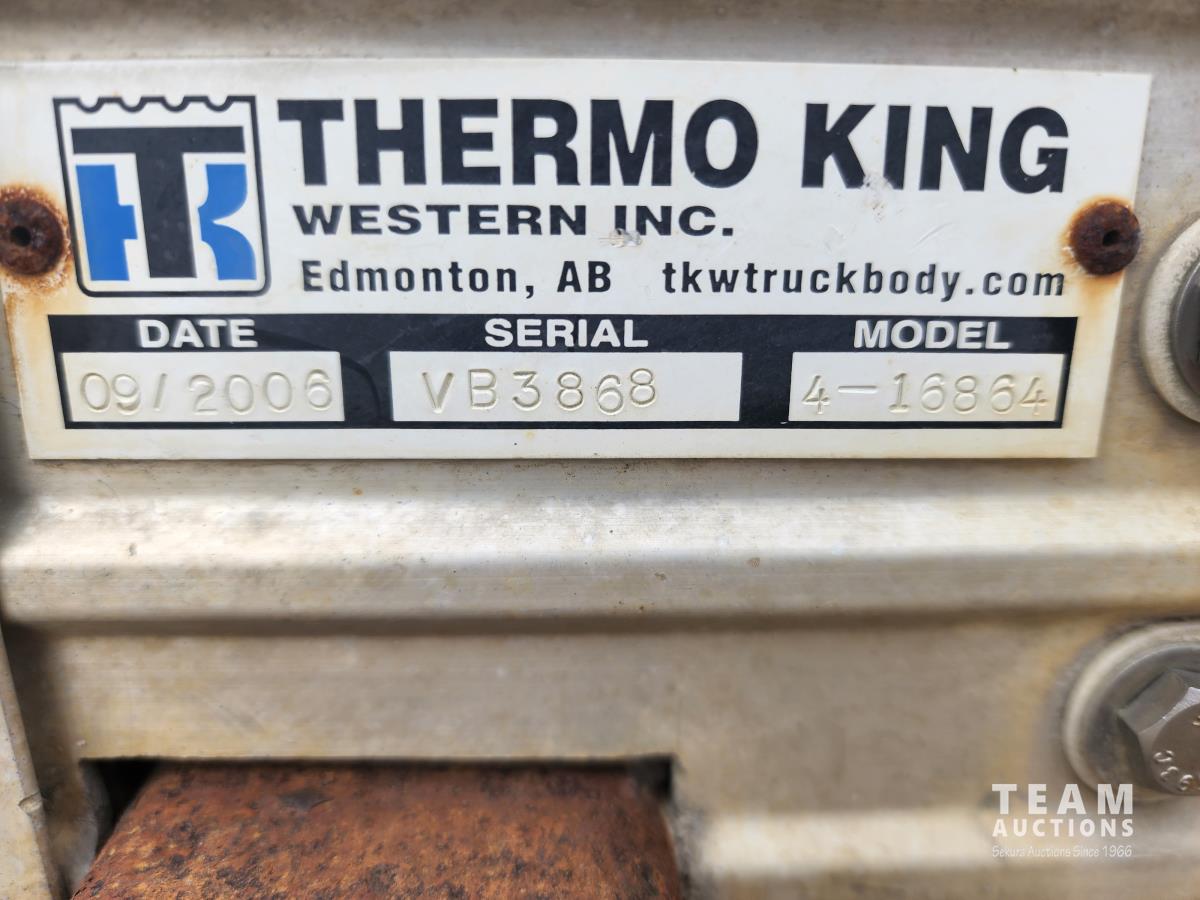 TK
THERMO KING
WESTERN INC.
Edmonton, AB tkwtruckbody.com
DATE SERIAL MODEL
09/2006 VB3868 4-16864
TEAM
AUCTIONS
Sekura Auctions Since 1966